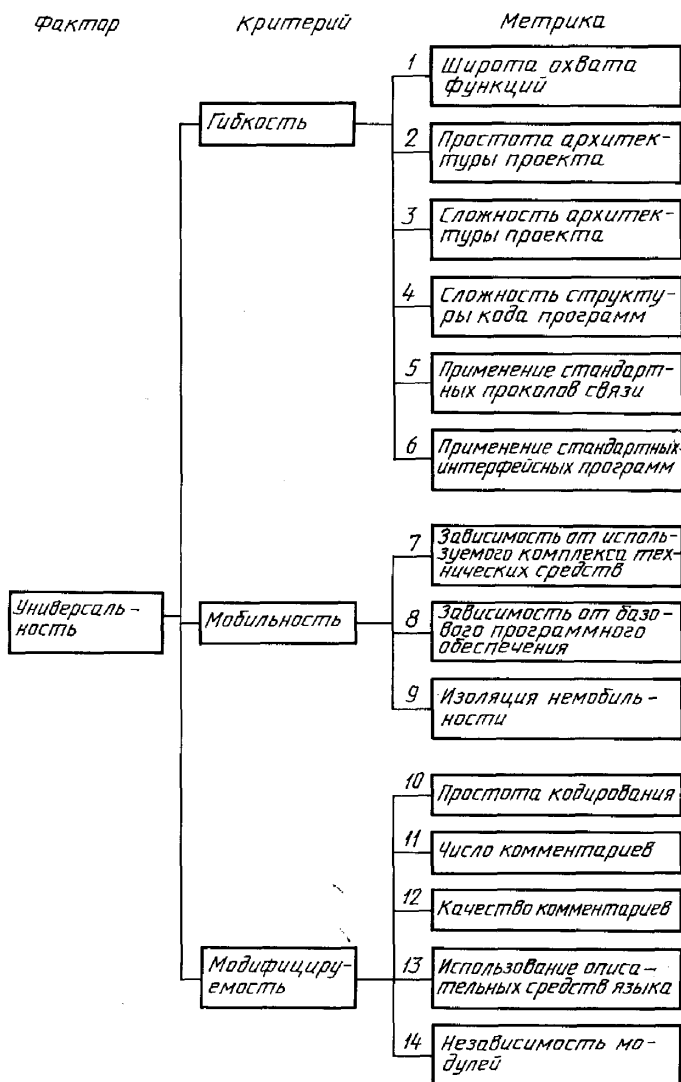 Фактор Критерий Метрика
1
Широта охвата
функций
Гибкость
2
Простота архитек-
туры проекта
3
Сложность архитек-
туры проекта
4
Сложность структу-
ры кода программ
5
Применение стандарт-
ных проколов связи
6
Применение стандартных
интерфейсных программ
7
Зависимость от исполь-
зуемого комплекса тех-
нических средств
Универсаль-
ность
Мобильность
8
Зависимость от базо-
вого программного
обеспечения
9
Изоляция немобиль-
ности
10
Простота кодирования
11
Число комментариев
12
Качество комментариев
Модифициру-
емость
13
Использование описа-
тельных средств языка
14
Независимость мо-
дулей